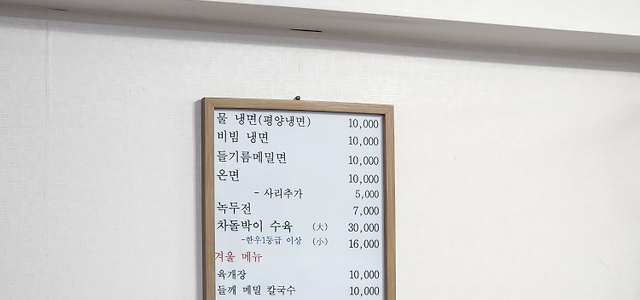 물 냉면(평양냉면) 10,000
비빔 냉면 10,000
들기름메밀면 10,000
온면 10,000
- 사리추가 5,000
녹두전 7,000
차돌박이 수육 (大) 30,000
-한우1등급 이상 (小) 16,000
겨울 메뉴
육개장 10,000
들깨 메밀 칼국수 10,000